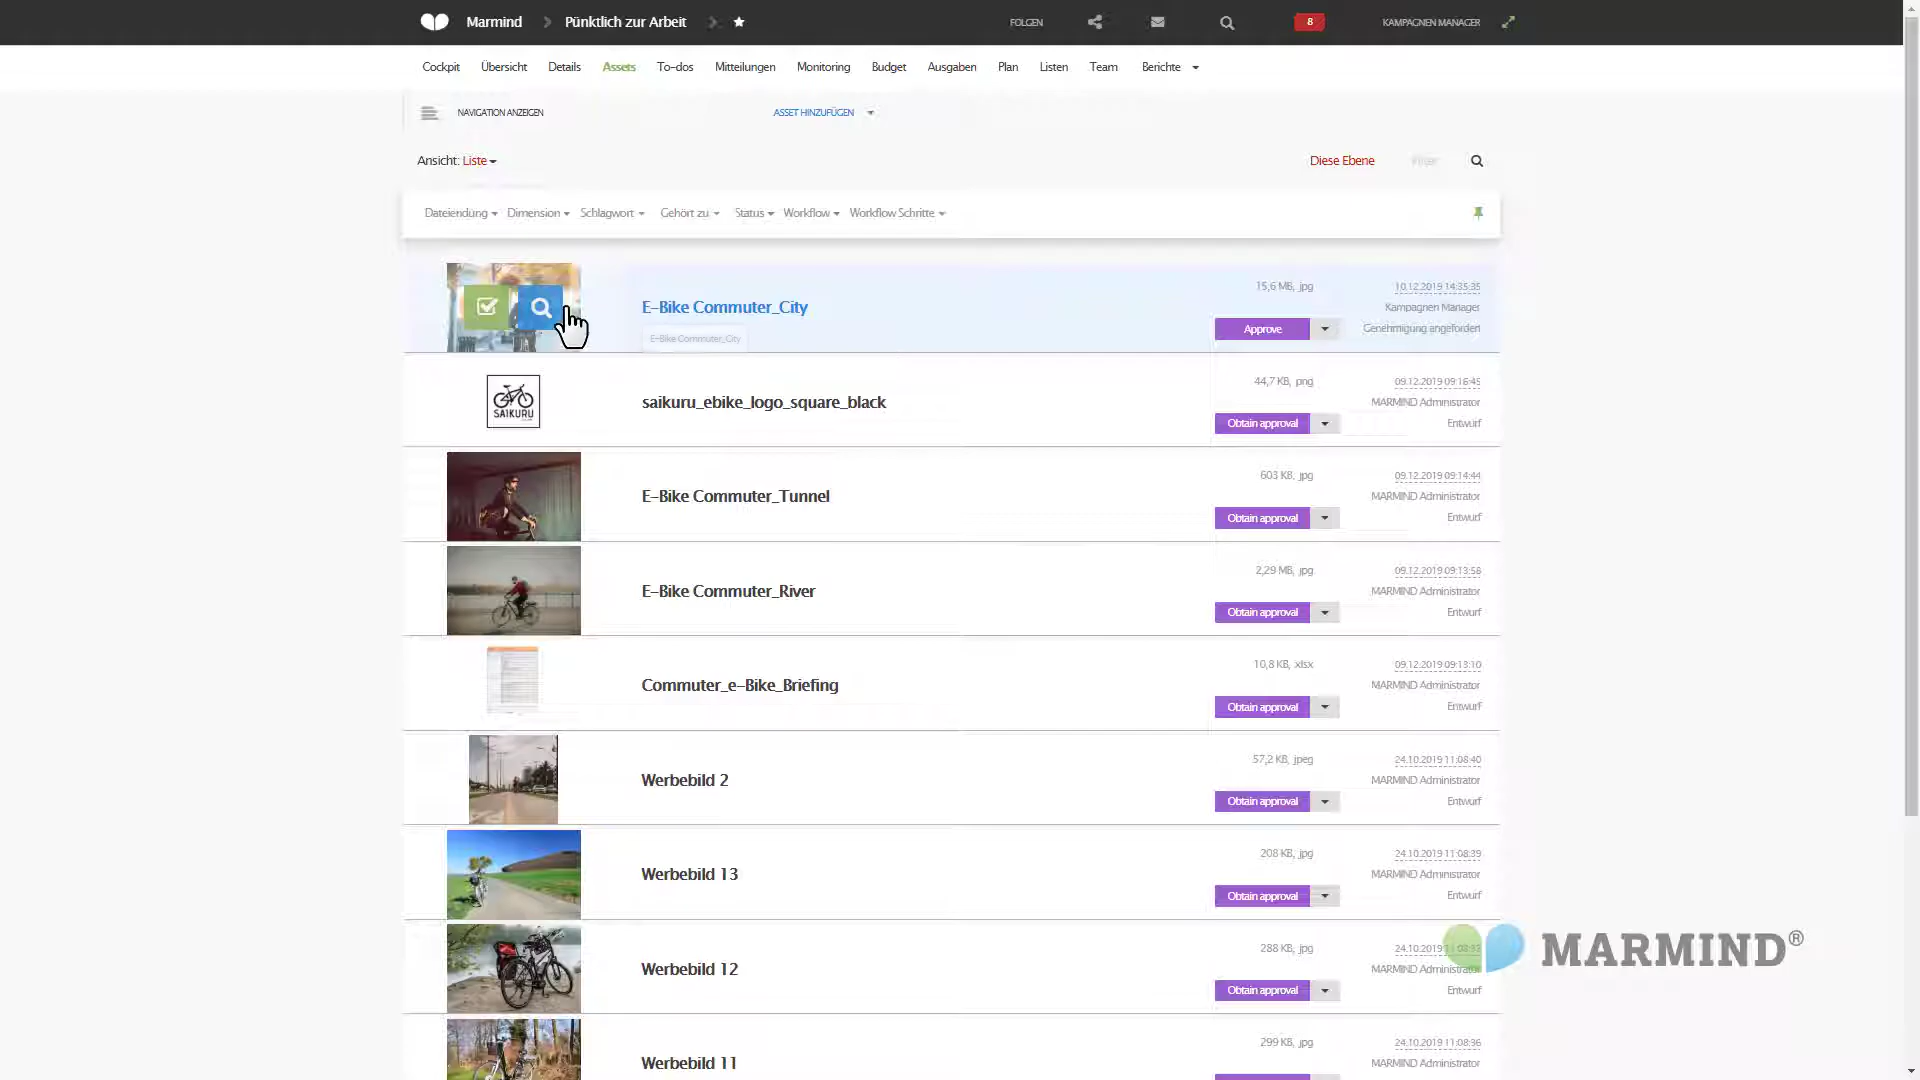 Marmind
Pünktlich zur Arbeit
FOLGEN
8
KAMPAGNEN MANAGER
Cockpit Übersicht Details Assets To-dos Mitteilungen Monitoring Budget Ausgaben Plan Listen Team Berichte
NAVIGATION ANZEIGEN
ASSET HINZUFÜGEN
Ansicht: Liste
Diese Ebene
Filter
Dateiendung Dimension Schlagwort Gehört zu Status Workflow Workflow Schritte
E-Bike Commuter_City
E-Bike Commuter_City
15,6 MB, .jpg
Approve
10.12.2019 14:35:35
Kampagnen Manager
Genehmigung angefordert
SAIKURU
saikuru_ebike_logo_square_black
44,7 KB, .png
Obtain approval
09.12.2019 09:16:45
MARMIND Administrator
Entwurf
E-Bike Commuter_Tunnel
603 KB, .jpg
Obtain approval
09.12.2019 09:14:44
MARMIND Administrator
Entwurf
E-Bike Commuter_River
2,29 MB, .jpg
Obtain approval
09.12.2019 09:13:58
MARMIND Administrator
Entwurf
Commuter_e-Bike_Briefing
10,8 KB, .xlsx
Obtain approval
09.12.2019 09:13:10
MARMIND Administrator
Entwurf
Werbebild 2
57,2 KB, .jpeg
Obtain approval
24.10.2019 11:08:40
MARMIND Administrator
Entwurf
Werbebild 13
208 KB, .jpg
Obtain approval
24.10.2019 11:08:39
MARMIND Administrator
Entwurf
Werbebild 12
288 KB, .jpg
Obtain approval
24.10.2019
MARMIND Administrator
Entwurf
MARMIND®
Werbebild 11
299 KB, .jpg
24.10.2019 11:08:36
MARMIND Administrator